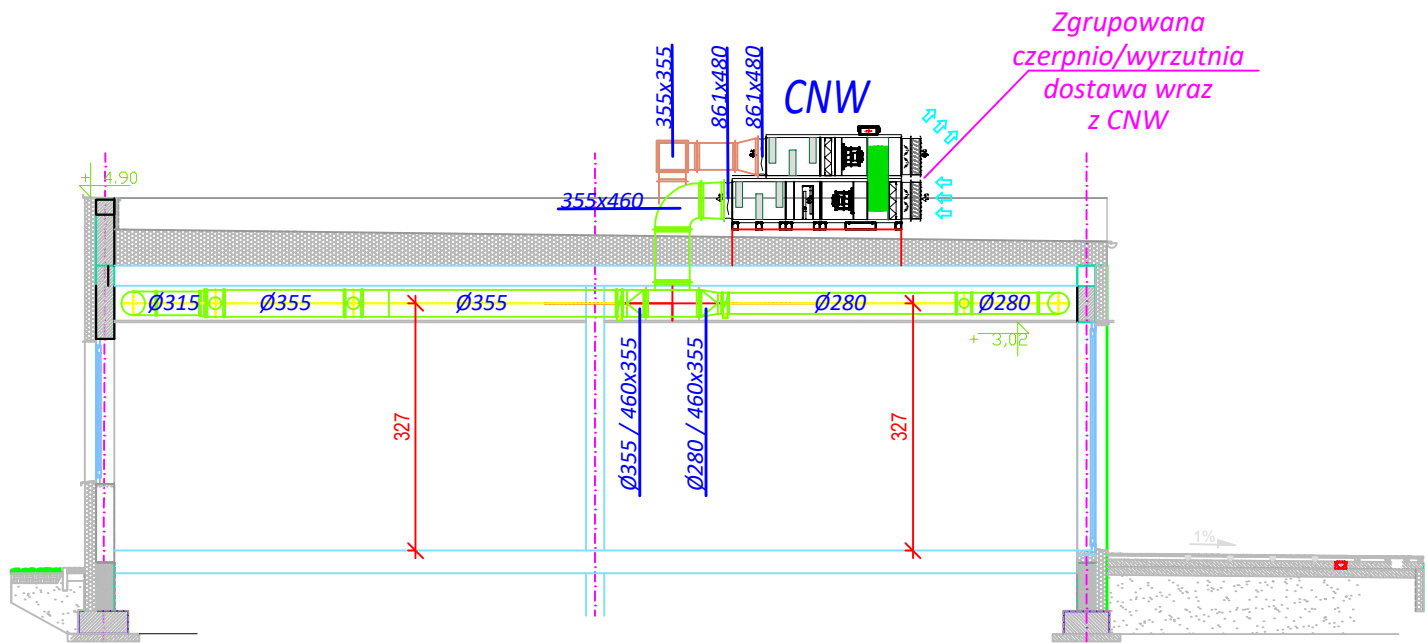 Zgrupowana
czerpnio/wyrzutnia
dostawa wraz
z CNW
CNW
355x355
861x480
861x480
+ 4.90
355x460
Ø315
Ø355
Ø355
Ø280
Ø280
+ 3,02
327
Ø355 / 460x355
Ø280 / 460x355
327
1%